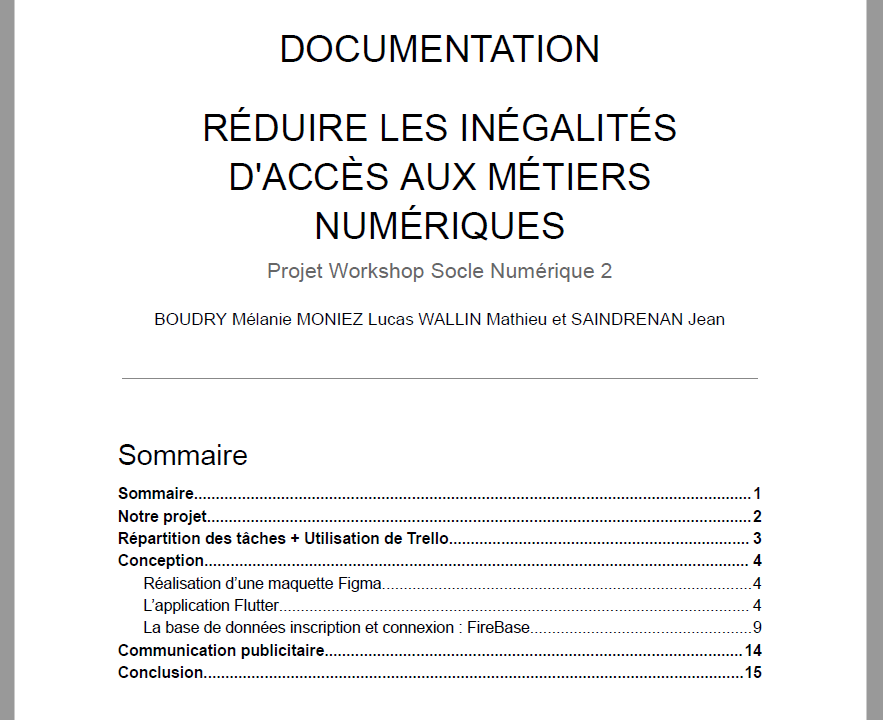 DOCUMENTATION
RÉDUIRE LES INÉGALITÉS
D'ACCÈS AUX MÉTIERS
NUMÉRIQUES
Projet Workshop Socle Numérique 2
BOUDRY Mélanie MONIEZ Lucas WALLIN Mathieu et SAINDRENAN Jean
Sommaire
Sommaire................................................................................................................................1
Notre projet.............................................................................................................................2
Répartition des tâches + Utilisation de Trello..................................................................... 3
Conception............................................................................................................................. 4
Réalisation d’une maquette Figma.....................................................................................4
L’application Flutter............................................................................................................ 4
La base de données inscription et connexion : FireBase...................................................9
Communication publicitaire................................................................................................14
Conclusion............................................................................................................................15